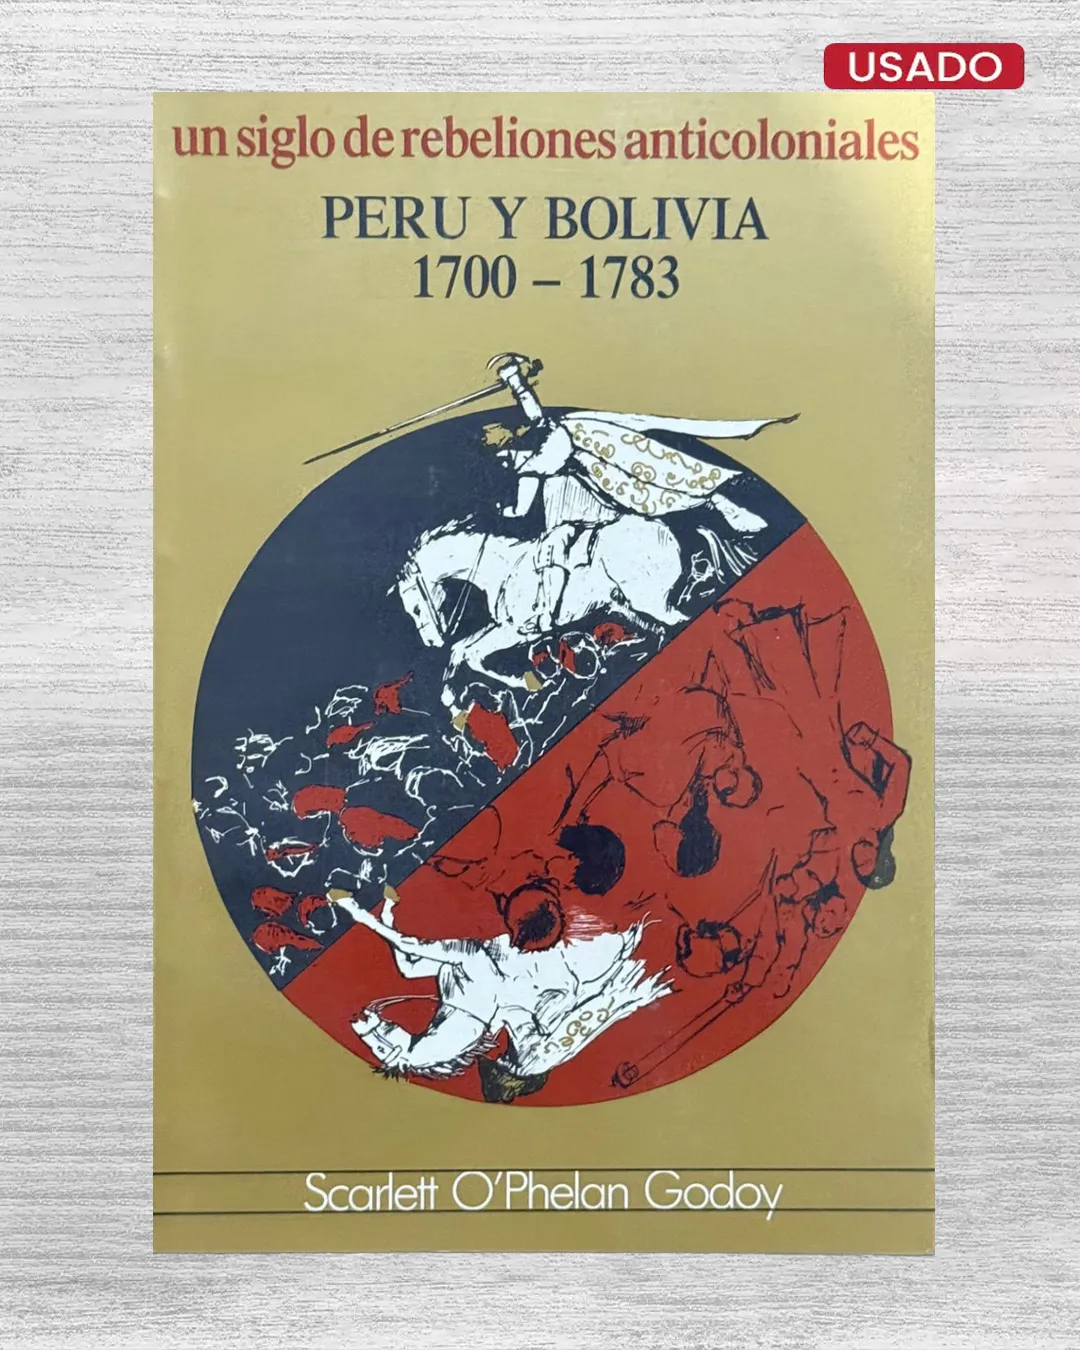 USADO
un siglo de rebeliones anticoloniales
PERU Y BOLIVIA
1700 – 1783
Scarlett O'Phelan Godoy